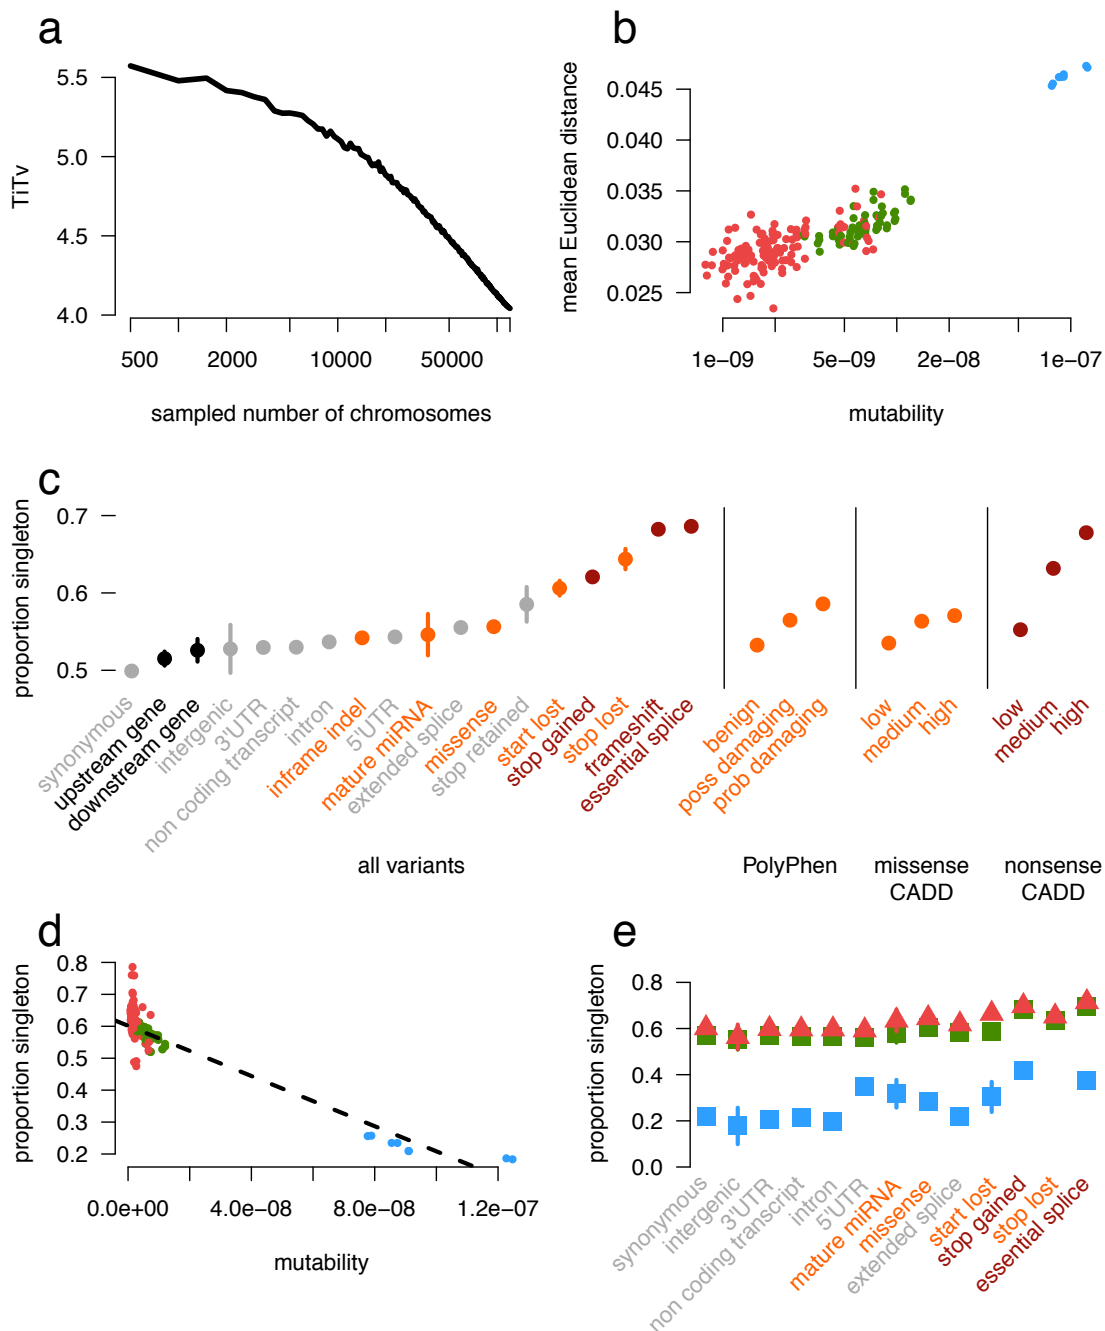 a
5.5
5.0
4.5
4.0
TiTv
500
2000
10000
50000
sampled number of chromosomes
b
0.045
0.040
0.035
0.030
0.025
mean Euclidean distance
1e−09
5e−09
2e−08
1e−07
mutability
c
0.7
0.6
0.5
proportion singleton
synonymous
upstream gene
downstream gene
intergenic
3'UTR
non coding transcript
intron
inframe indel
5'UTR
mature miRNA
extended splice
missense
stop retained
start lost
stop gained
stop lost
frameshift
essential splice
benign
poss damaging
prob damaging
low
medium
high
low
medium
high
all variants
PolyPhen
missense
CADD
nonsense
CADD
d
0.8
0.7
0.6
0.5
0.4
0.3
0.2
proportion singleton
0.0e+00
4.0e−08
8.0e−08
1.2e−07
mutability
e
0.8
0.6
0.4
0.2
0.0
proportion singleton
synonymous
intergenic
3'UTR
non coding transcript
intron
5'UTR
mature miRNA
missense
extended splice
start lost
stop gained
stop lost
essential splice